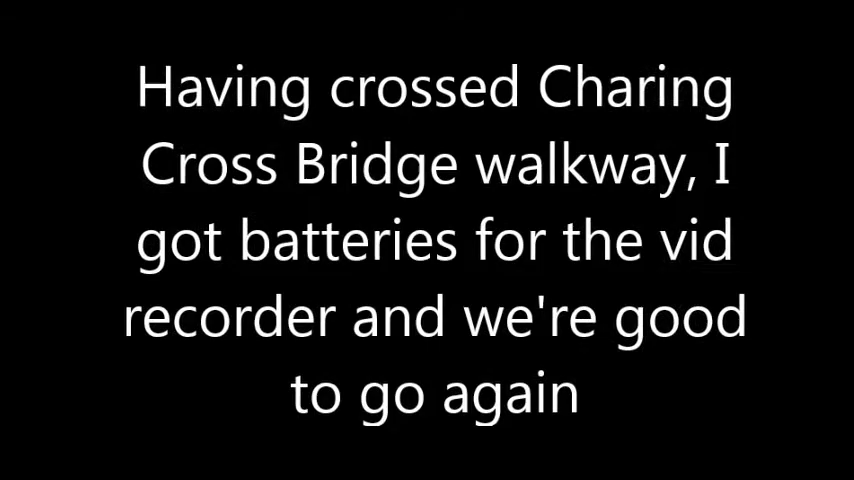 Having crossed Charing
Cross Bridge walkway, I
got batteries for the vid
recorder and we're good
to go again